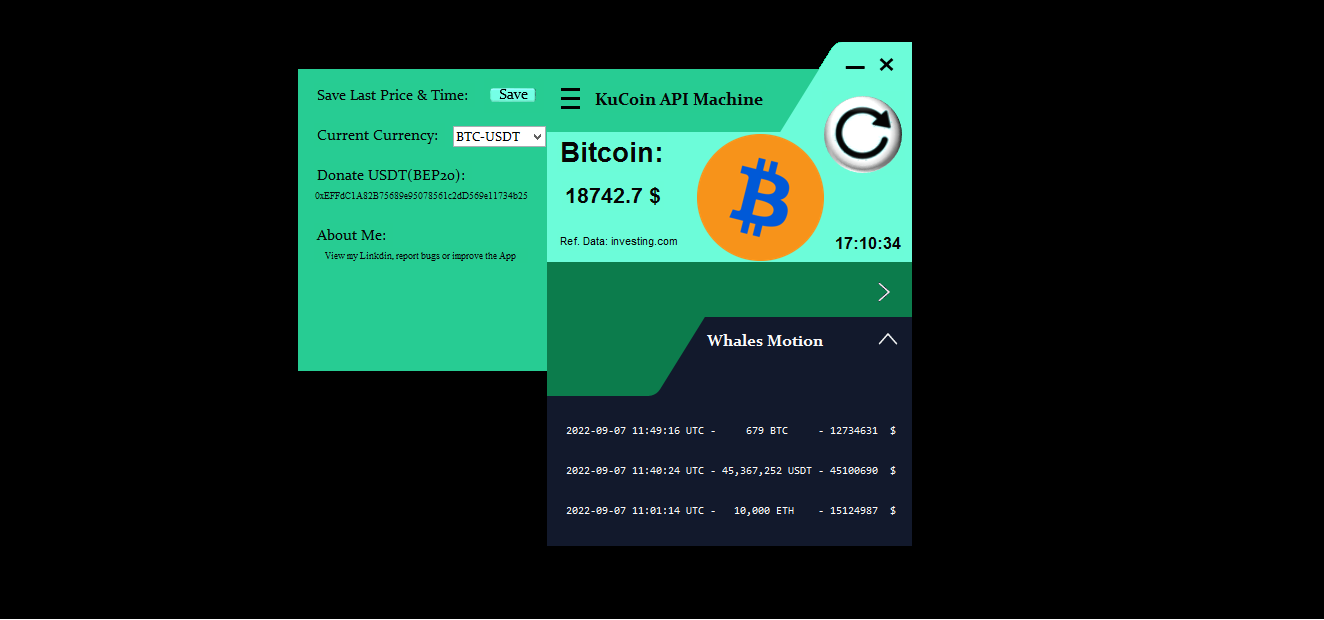 Save Last Price & Time: Save
Current Currency: BTC-USDT
Donate USDT(BEP20):
0xEFFdC1A82B75689e95078561c2dD569e11734b25
About Me:
View my Linkdin, report bugs or improve the App
KuCoin API Machine
Bitcoin:
18742.7 $
Ref. Data: investing.com
17:10:34
Whales Motion
2022-09-07 11:49:16 UTC - 679 BTC - 12734631 $
2022-09-07 11:40:24 UTC - 45,367,252 USDT - 45100690 $
2022-09-07 11:01:14 UTC - 10,000 ETH - 15124987 $